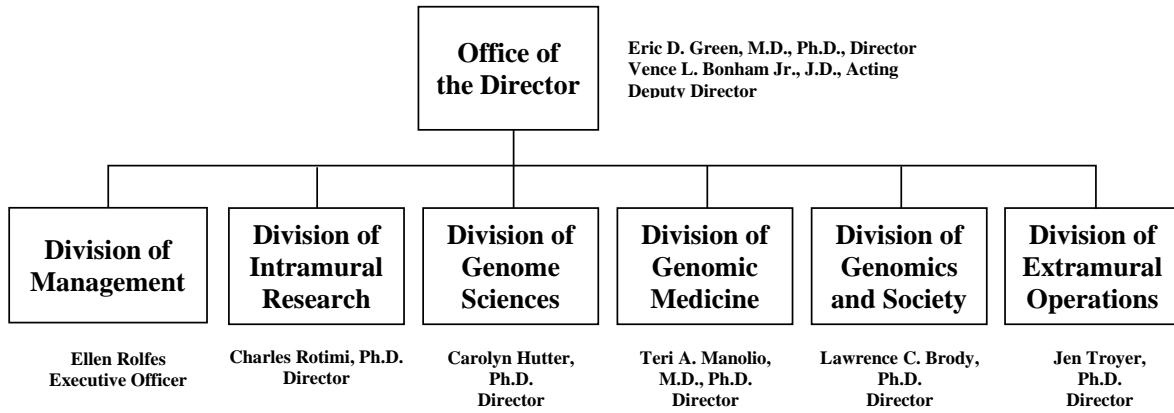 Office of
the Director
Eric D. Green, M.D., Ph.D., Director
Vence L. Bonham Jr., J.D., Acting
Deputy Director
Division of
Management
Division of
Intramural
Research
Division of
Genome
Sciences
Division of
Genomic
Medicine
Division of
Genomics
and Society
Division of
Extramural
Operations
Ellen Rolfes
Executive Officer
Charles Rotimi, Ph.D.
Director
Carolyn Hutter,
Ph.D.
Director
Teri A. Manolio,
M.D., Ph.D.
Director
Lawrence C. Brody,
Ph.D.
Director
Jen Troyer,
Ph.D.
Director